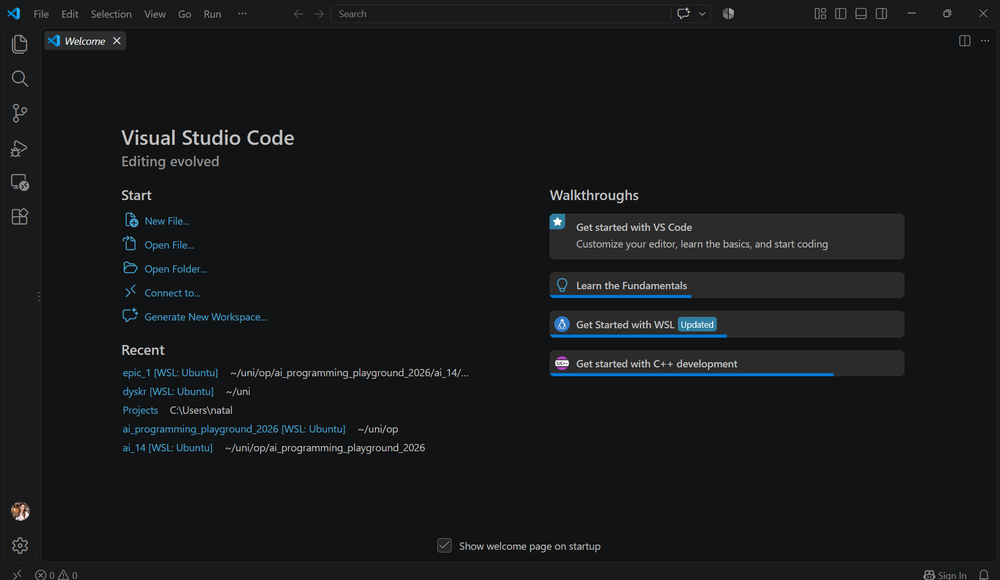 File Edit Selection View Go Run ··· Search
Welcome
Visual Studio Code
Editing evolved
Start
New File...
Open File...
Open Folder...
Connect to...
Generate New Workspace...
Recent
epic_1 [WSL: Ubuntu] ~/uni/op/ai_programming_playground_2026/ai_14/...
dyskr [WSL: Ubuntu] ~/uni
Projects C:\Users\natal
ai_programming_playground_2026 [WSL: Ubuntu] ~/uni/op
ai_14 [WSL: Ubuntu] ~/uni/op/ai_programming_playground_2026
Walkthroughs
Get started with VS Code
Customize your editor, learn the basics, and start coding
Learn the Fundamentals
Get Started with WSL Updated
C/C++ Get started with C++ development
Show welcome page on startup
0 0 Sign In